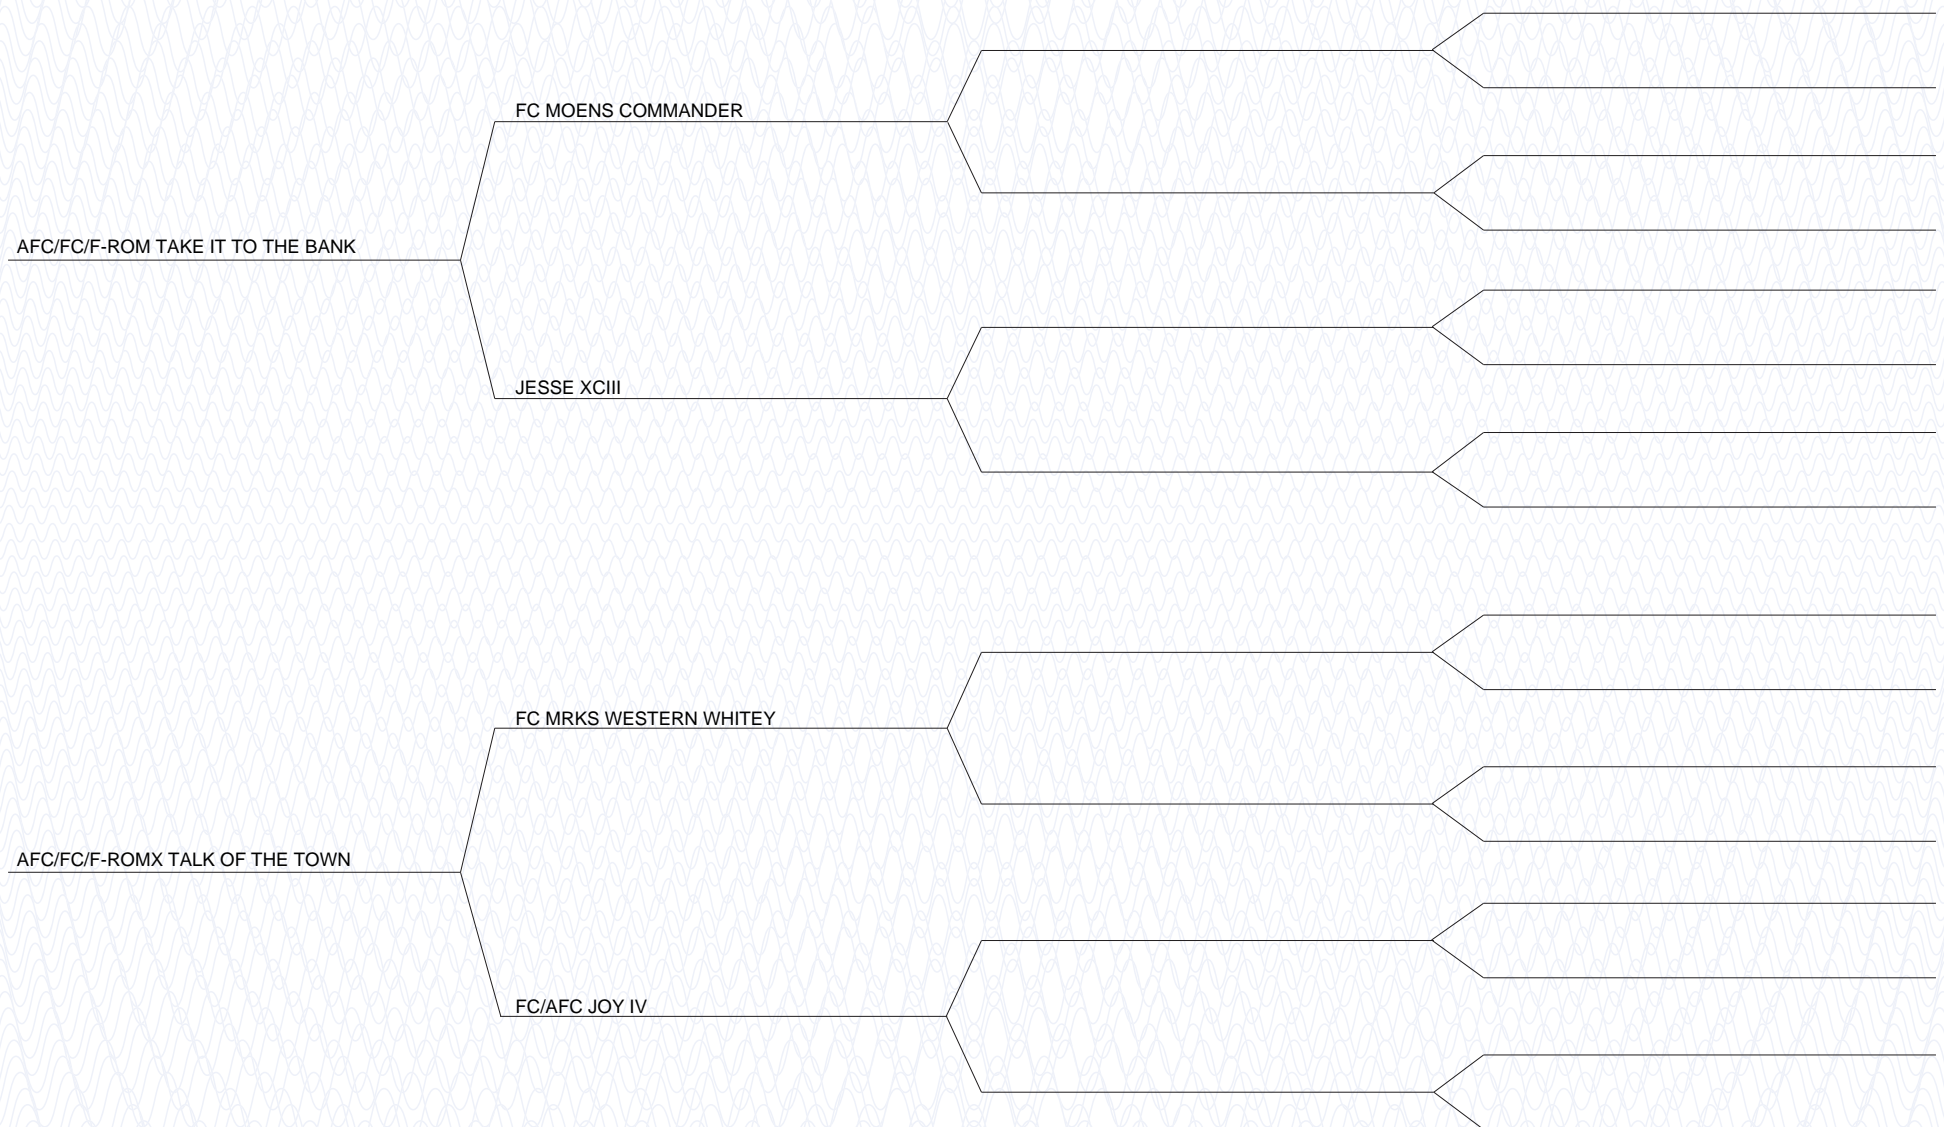 FC MOENS COMMANDER
AFC/FC/F-ROM TAKE IT TO THE BANK
JESSE XCIII
FC MRKS WESTERN WHITEY
AFC/FC/F-ROMX TALK OF THE TOWN
FC/AFC JOY IV